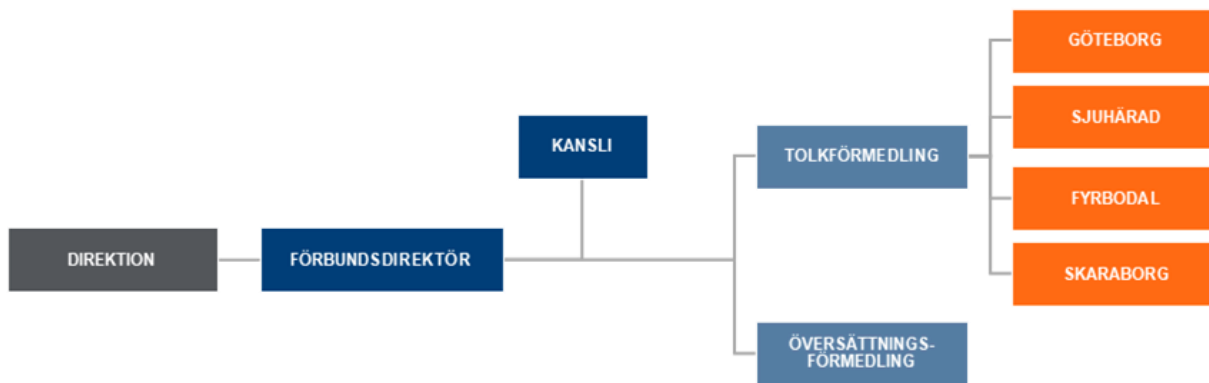 GÖTEBORG
SJUHÄRAD
KANSLI
TOLKFÖRMEDLING
FYRBODAL
DIREKTION
FÖRBUNDSDIREKTÖR
SKARABORG
ÖVERSÄTTNINGS-
FÖRMEDLING